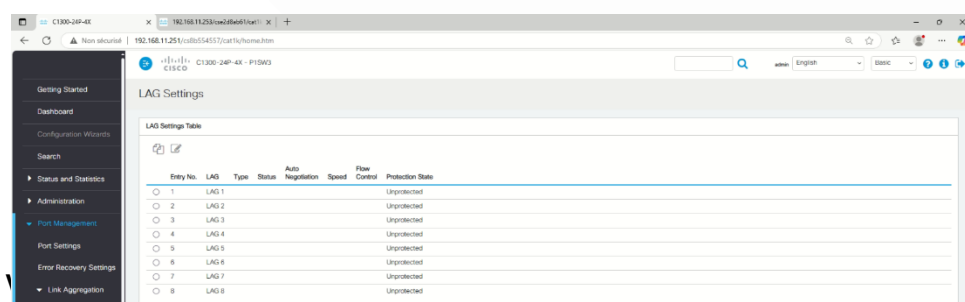 C1300-24P-4X
192.168.11.253/cse2d8ab61/cat1
Non sécurisé
192.168.11.251/cs8b554557/cat1k/home.htm
CISCO
C1300-24P-4X - P1SW3
admin
English
Basic
Getting Started
Dashboard
Configuration Wizards
Search
Status and Statistics
Administration
Port Management
Port Settings
Error Recovery Settings
Link Aggregation
LAG Settings
LAG Settings Table
Entry No. LAG Type Status Auto Negotiation Speed Flow Control Protection State
1 LAG 1 Unprotected
2 LAG 2 Unprotected
3 LAG 3 Unprotected
4 LAG 4 Unprotected
5 LAG 5 Unprotected
6 LAG 6 Unprotected
7 LAG 7 Unprotected
8 LAG 8 Unprotected